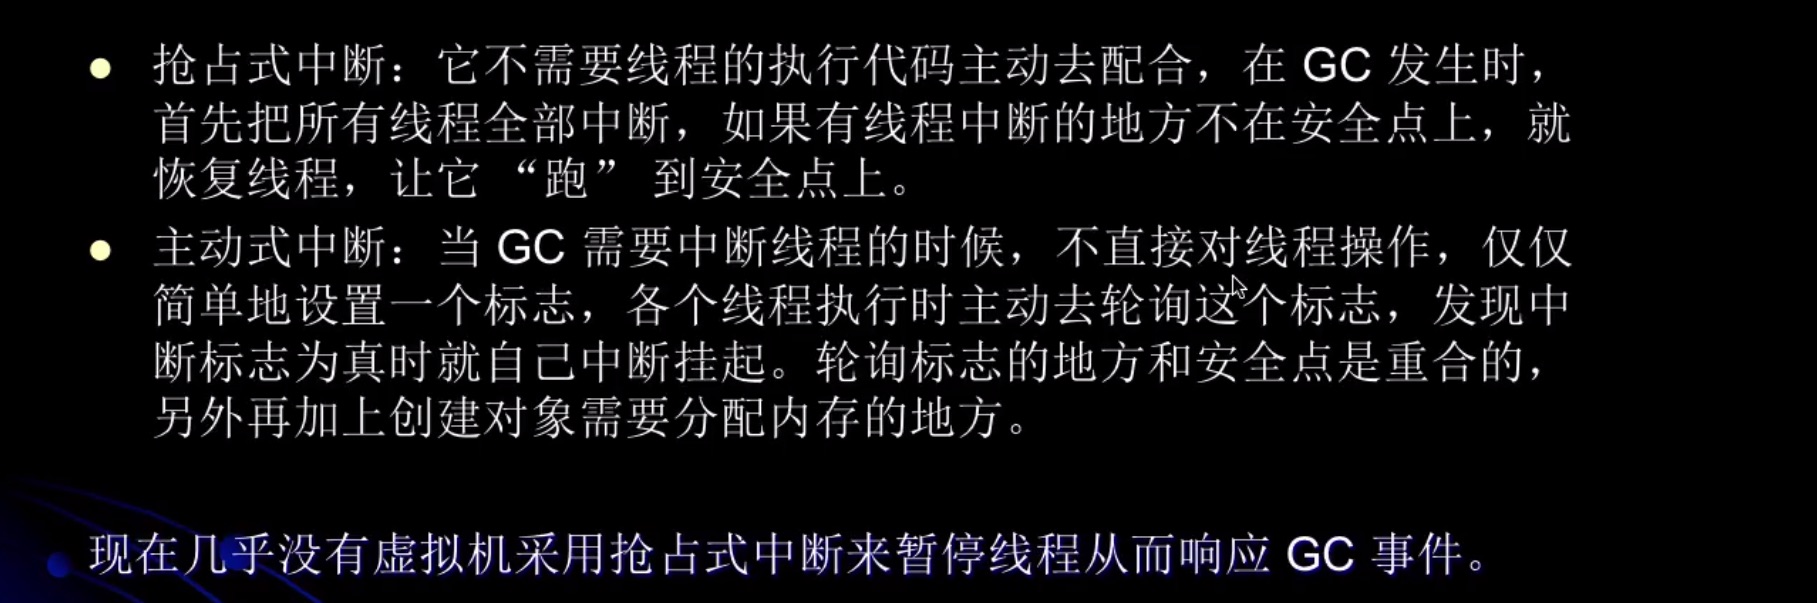 抢占式中断：它不需要线程的执行代码主动去配合，在 GC 发生时，
首先把所有线程全部中断，如果有线程中断的地方不在安全点上，就
恢复线程，让它 “跑” 到安全点上。
主动式中断：当 GC 需要中断线程的时候，不直接对线程操作，仅仅
简单地设置一个标志，各个线程执行时主动去轮询这个标志，发现中
断标志为真时就自己中断挂起。轮询标志的地方和安全点是重合的，
另外再加上创建对象需要分配内存的地方。
现在几乎没有虚拟机采用抢占式中断来暂停线程从而响应 GC 事件。